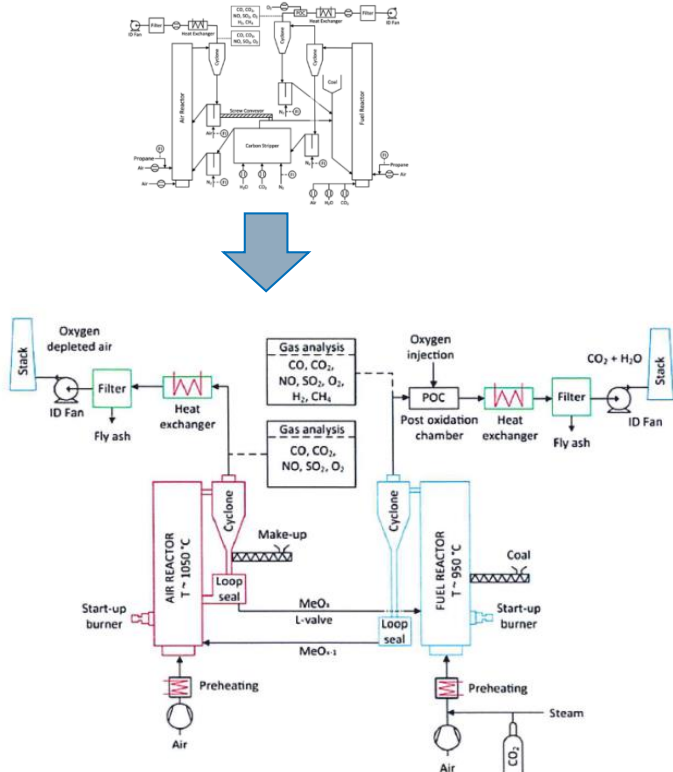 O₂
CO, CO₂,
NO, SO₂, O₂
H₂, CH₄
POC
Heat Exchanger
Filter
ID Fan
ID Fan
Filter
Heat Exchanger
CO, CO₂,
NO, SO₂, O₂
Cyclone
Cyclone
Cyclone
Coal
Air Reactor
Fuel Reactor
Screw Conveyor
N₂
Air
Carbon Stripper
N₂
N₂
Propane
Air
Air
H₂O
CO₂
N₂
Propane
Air
Air
H₂O
CO₂
Stack
Oxygen
depleted air
ID Fan
Filter
Fly ash
Heat
exchanger
Gas analysis
CO, CO₂,
NO, SO₂, O₂,
H₂, CH₄
Gas analysis
CO, CO₂,
NO, SO₂, O₂
Oxygen
injection
POC
Post oxidation
chamber
Heat
exchanger
Filter
Fly ash
CO₂ + H₂O
ID Fan
Stack
AIR REACTOR
T ~ 1050 °C
Cyclone
Make-up
Loop
seal
Start-up
burner
MeOₓ
L-valve
MeOₓ₋₁
Cyclone
Loop
seal
FUEL REACTOR
T ~ 950 °C
Coal
Start-up
burner
Preheating
Air
Preheating
Air
Steam
CO₂